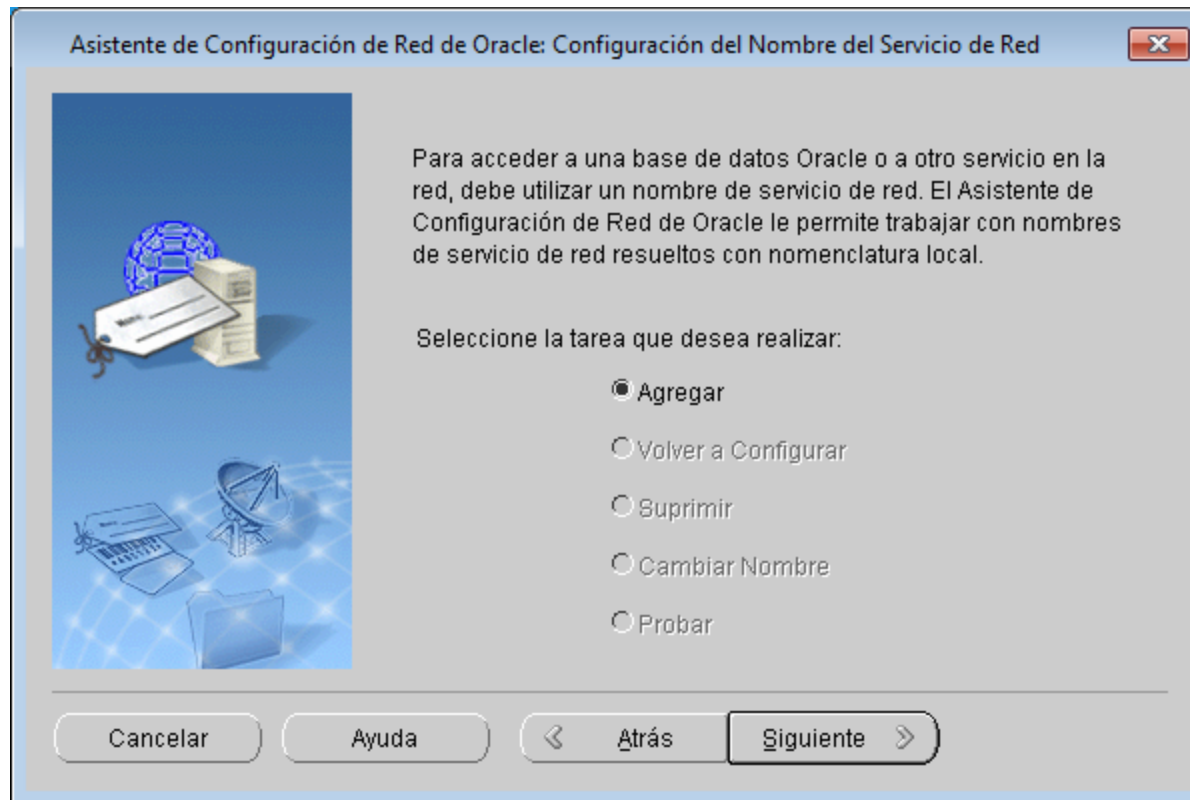 Asistente de Configuración de Red de Oracle: Configuración del Nombre del Servicio de Red
Para acceder a una base de datos Oracle o a otro servicio en la
red, debe utilizar un nombre de servicio de red. El Asistente de
Configuración de Red de Oracle le permite trabajar con nombres
de servicio de red resueltos con nomenclatura local.
Seleccione la tarea que desea realizar:
Agregar
Volver a Configurar
Suprimir
Cambiar Nombre
Probar
Cancelar
Ayuda
Atrás
Siguiente